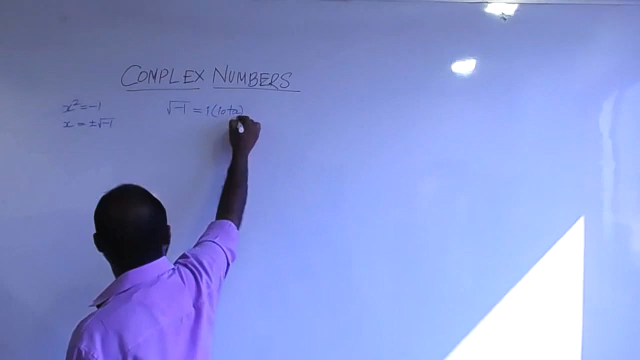 COMPLEX NUMBERS
x² = -1
x = ±√-1
√-1 = i (iota)